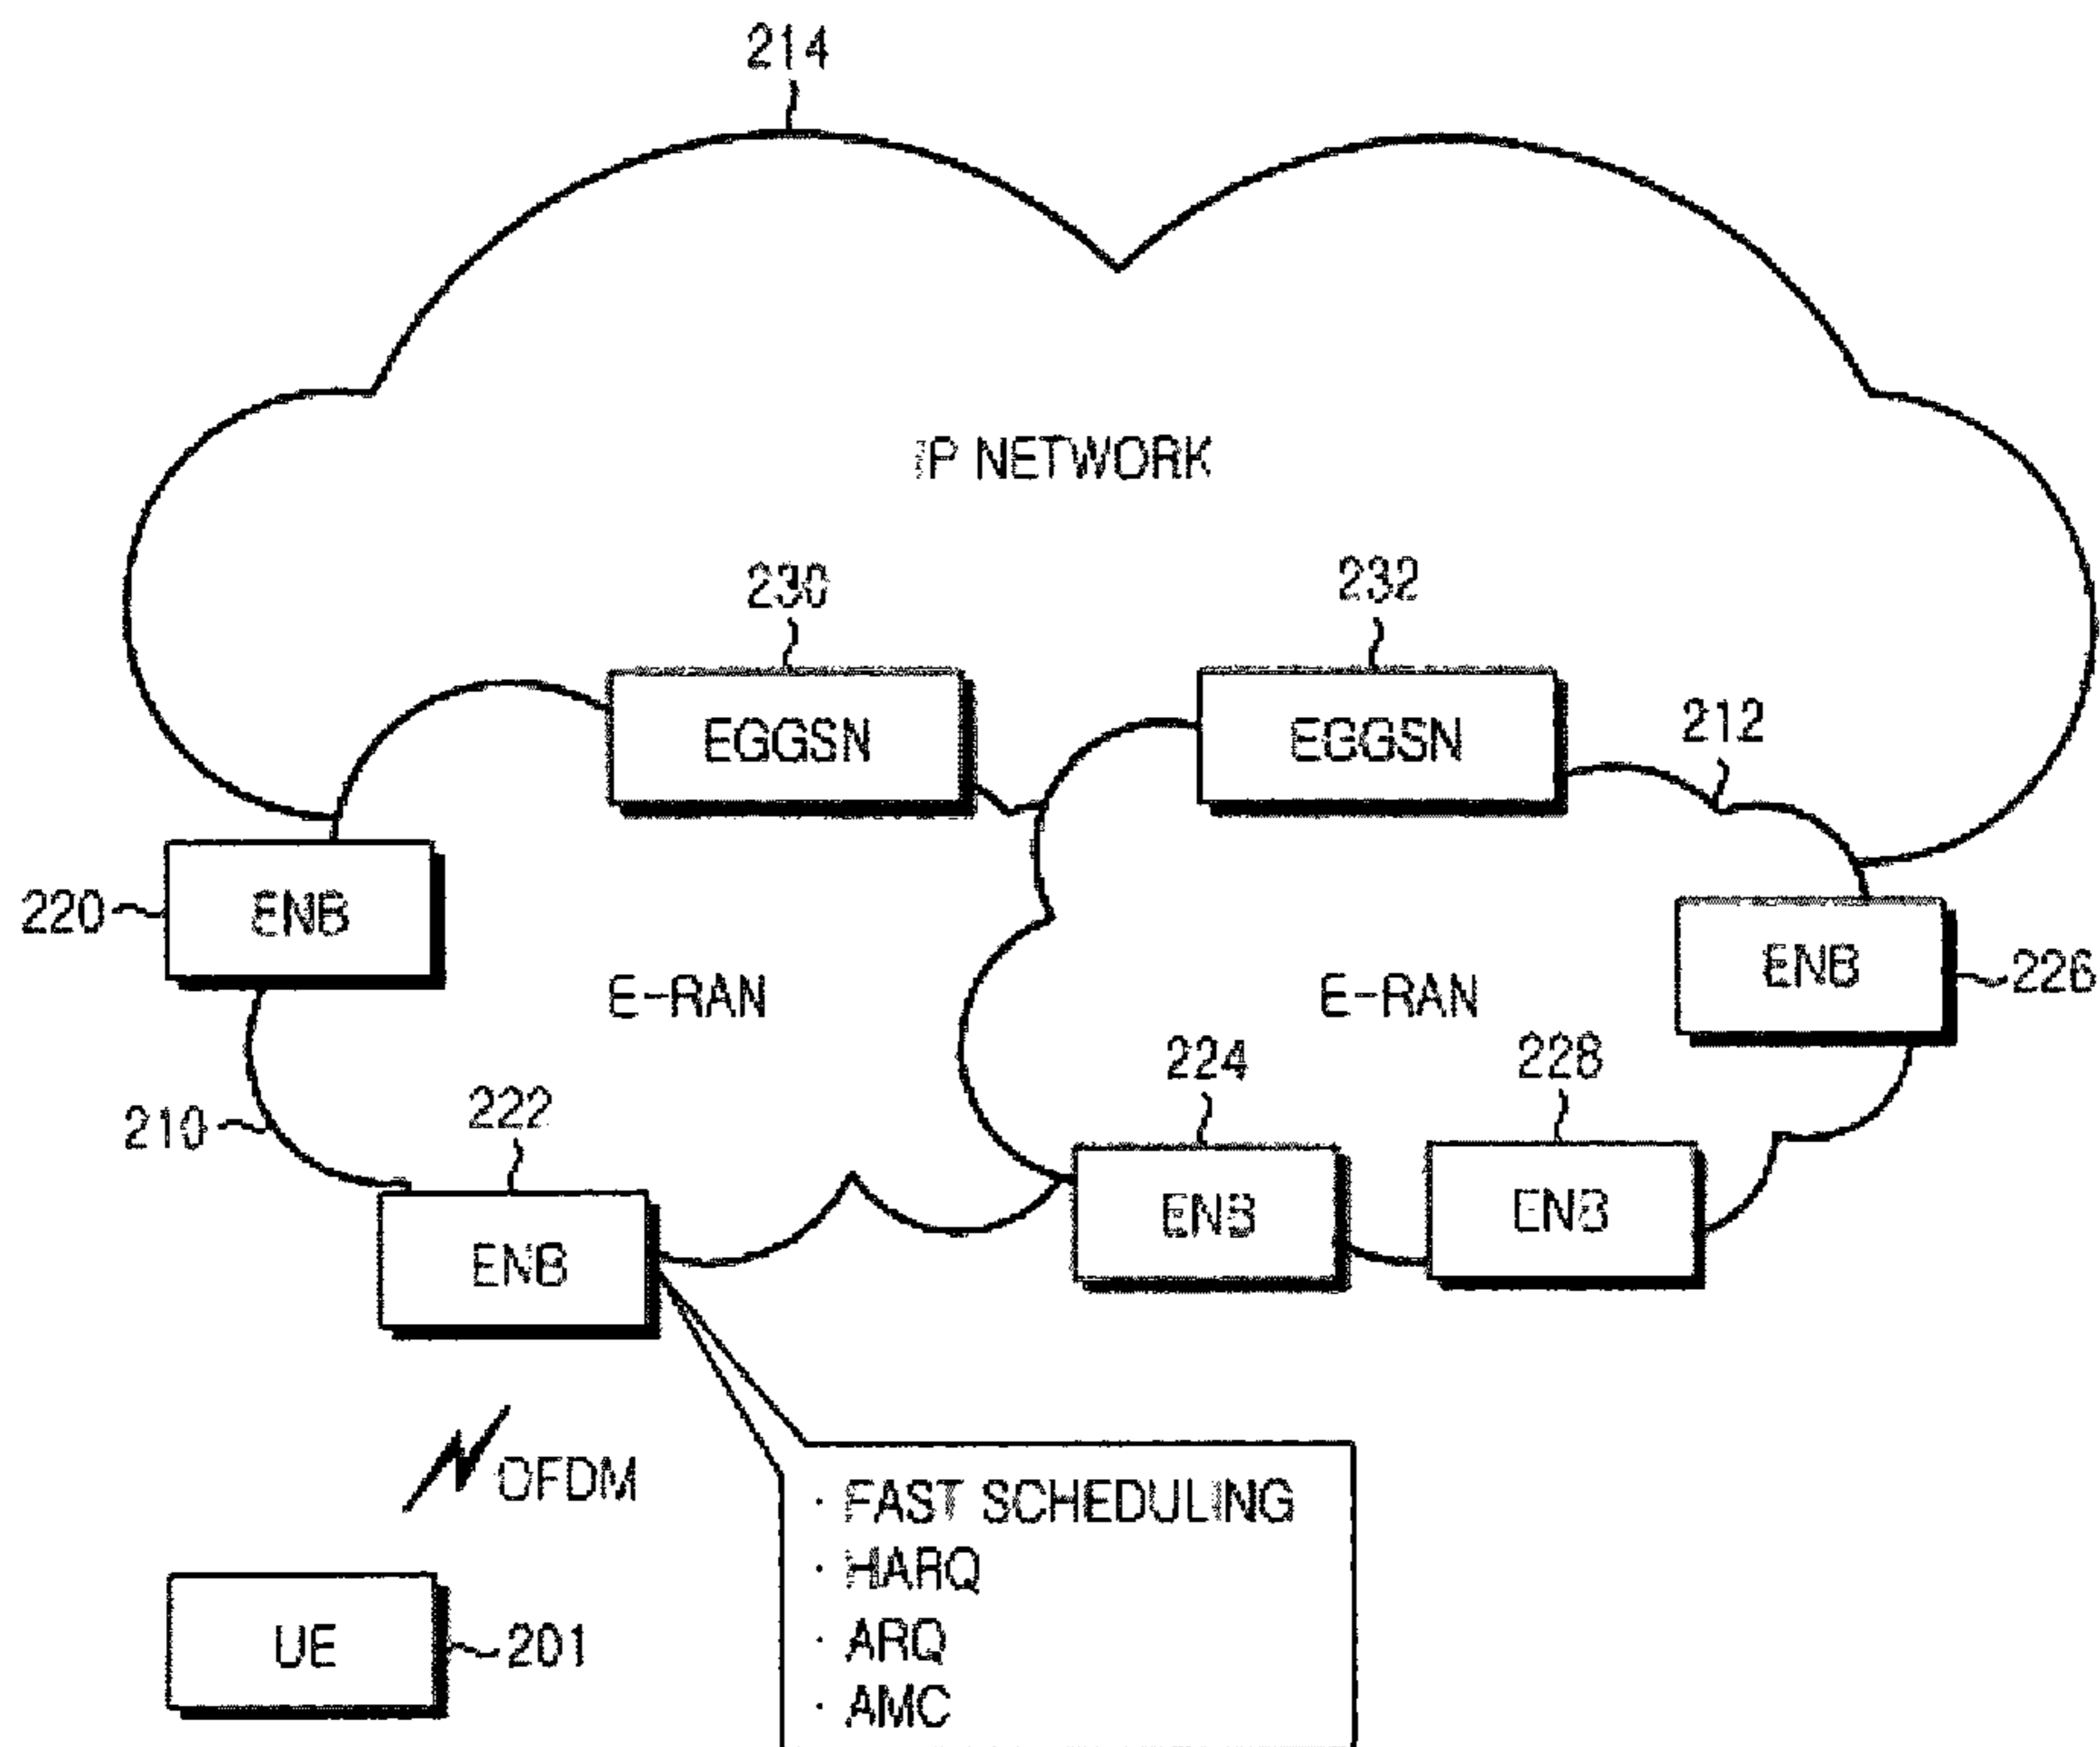 214
IP NETWORK
230
232
EGGSN
EGGSN
212
220
ENB
ENB
226
E-RAN
E-RAN
224
228
210
222
ENB
ENB
ENB
OFDM
· FAST SCHEDULING
· HARQ
· ARQ
· AMC
UE
201